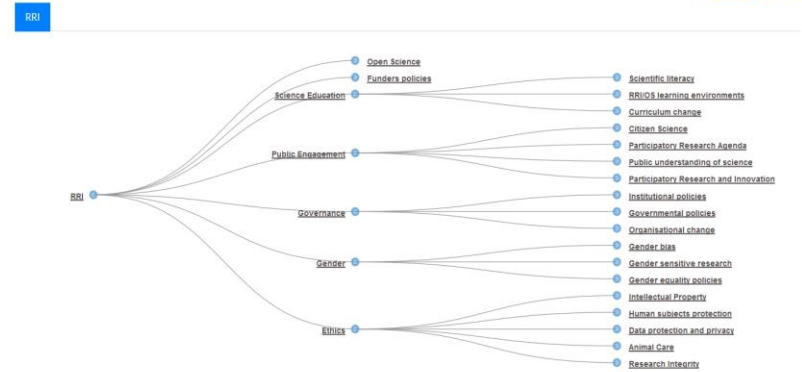 RRI
Open Science
Funders policies
Science Education
Scientific literacy
RRI/OS learning environments
Curriculum change
Public Engagement
Citizen Science
Participatory Research Agenda
Public understanding of science
Participatory Research and Innovation
RRI
Governance
Institutional policies
Governmental policies
Organisational change
Gender
Gender bias
Gender sensitive research
Gender equality policies
Ethics
Intellectual Property
Human subjects protection
Data protection and privacy
Animal Care
Research Integrity